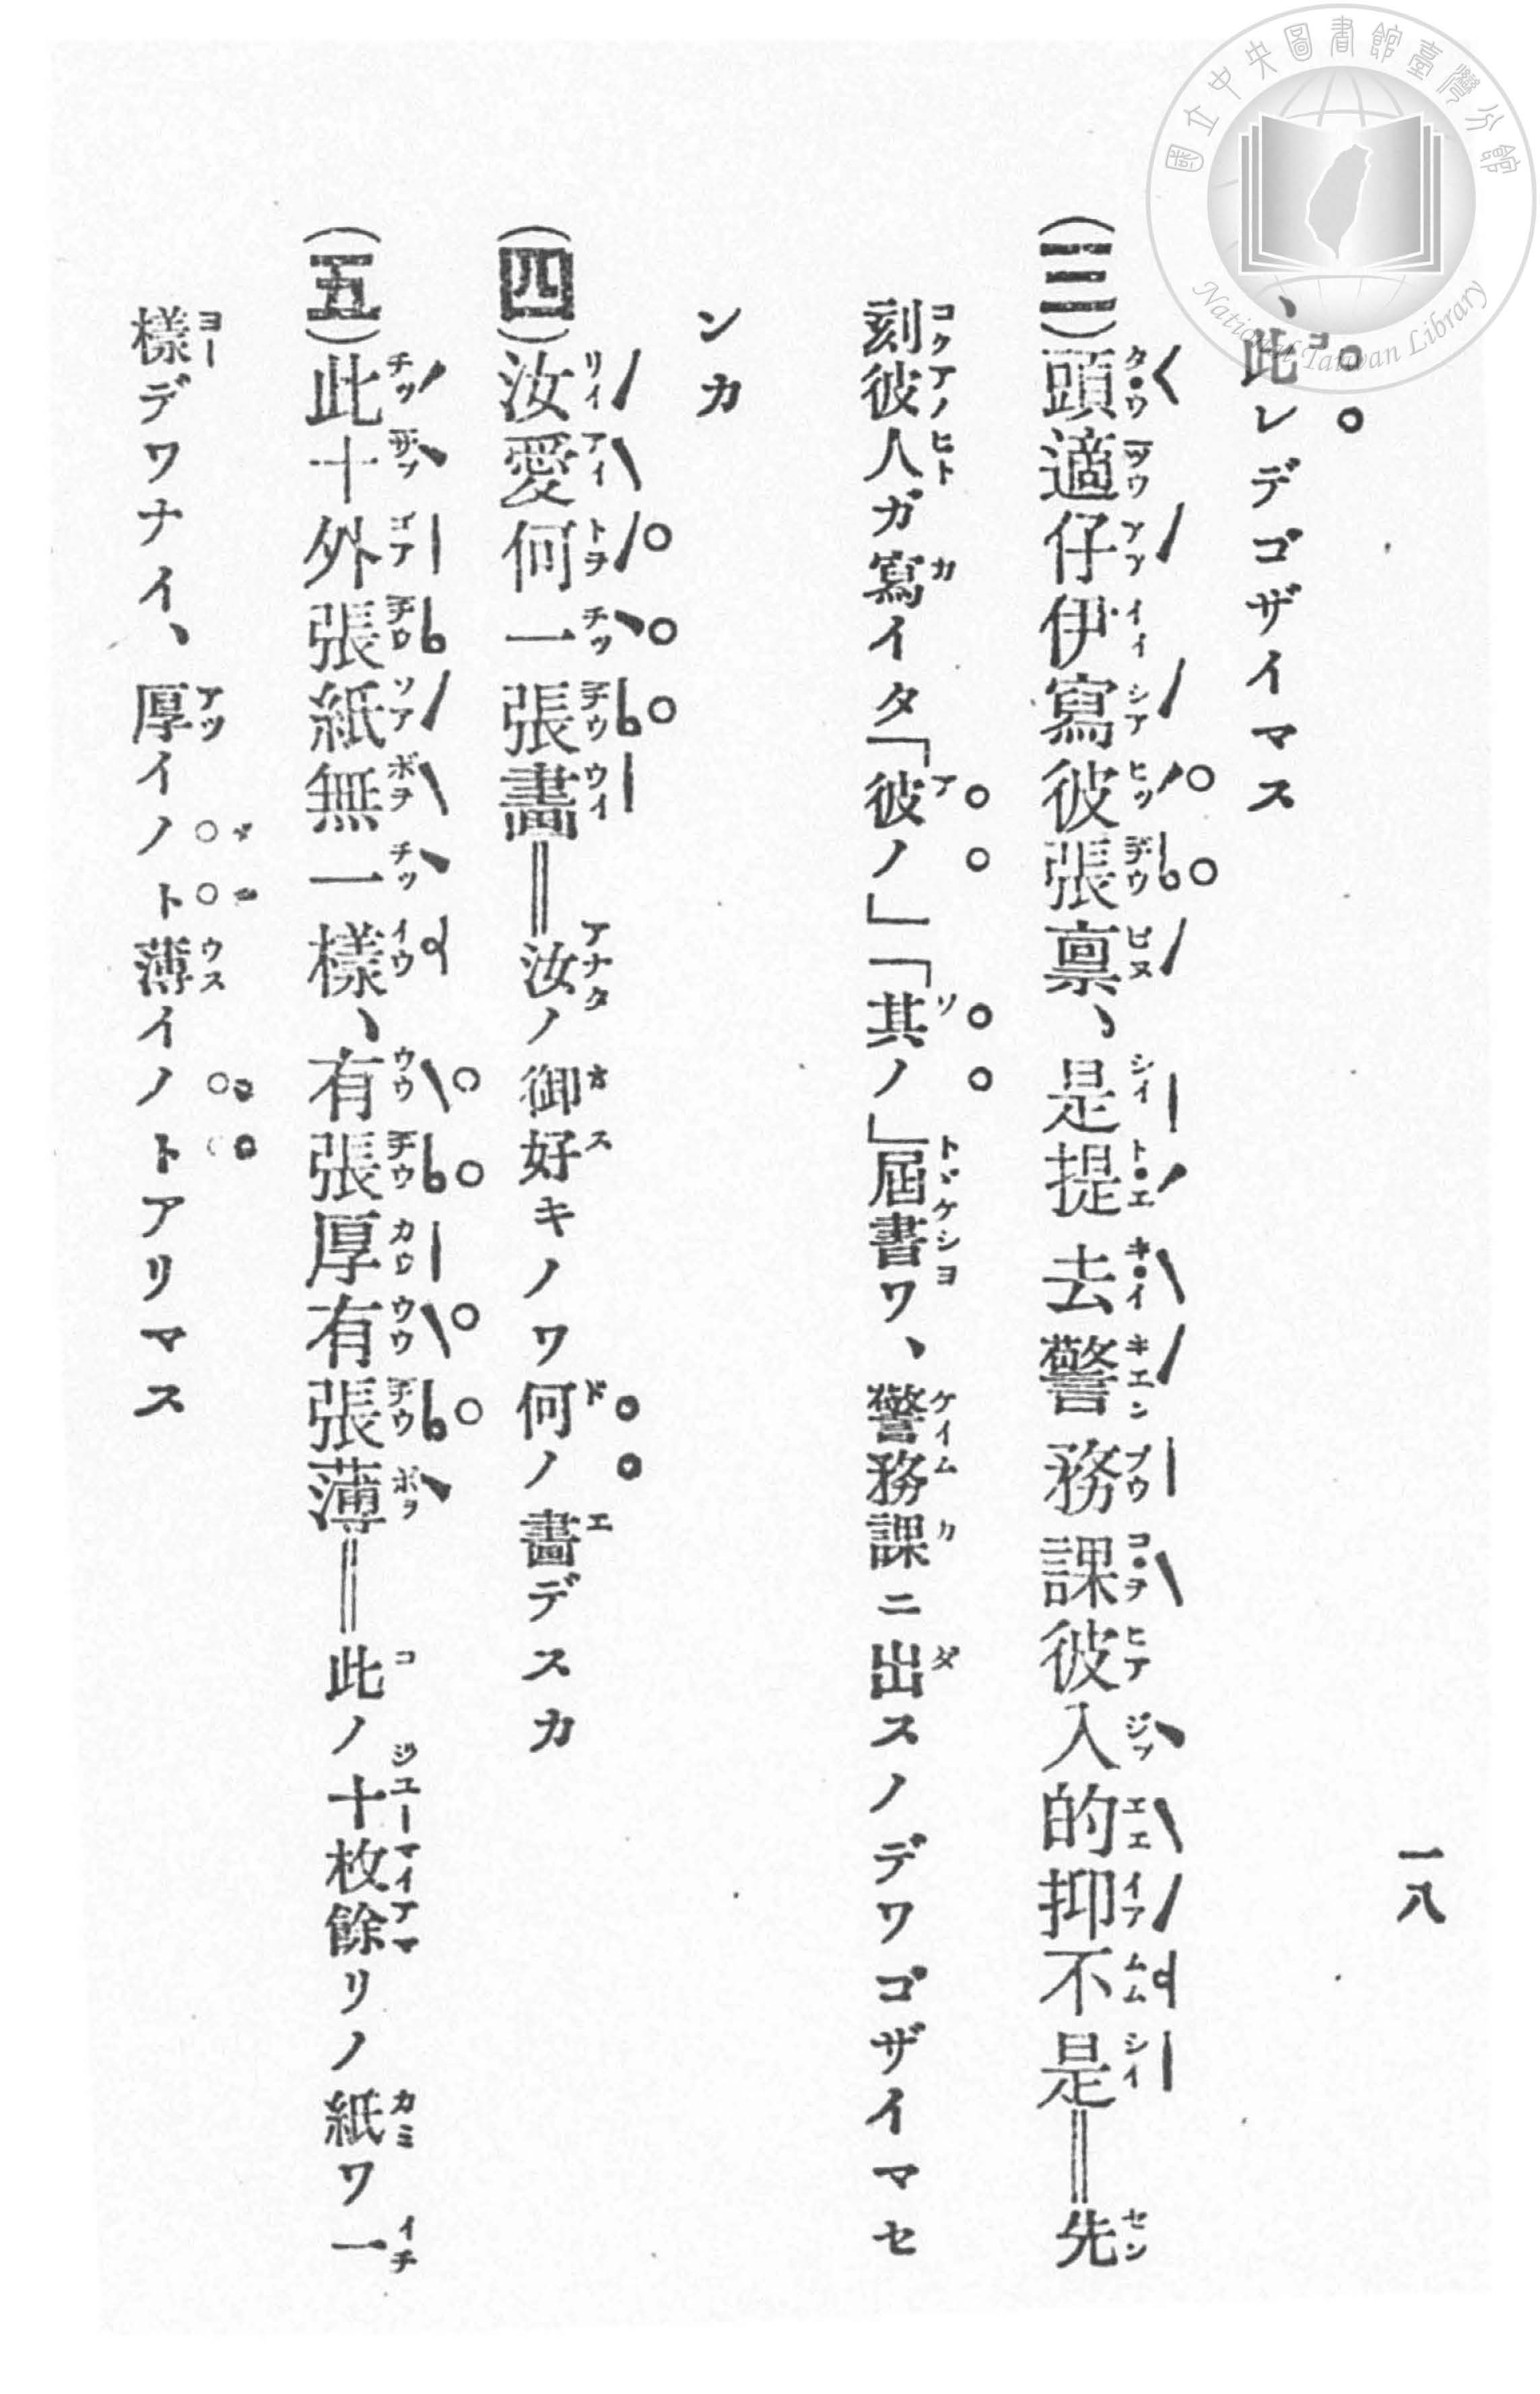 一八
、此レデゴザイマス
(三)頭適仔伊寫彼張禀、是提去警務課彼入的抑不是＝先
刻彼人ガ寫イタ「彼ノ」「其ノ」屆書ワ、警務課ニ出スノデワゴザイマセ
ンカ
(四)汝愛何一張畵＝汝ノ御好キノワ何ノ畵デスカ
(五)此十外張紙無一樣、有張厚有張薄＝此ノ十枚餘リノ紙ワ一
樣デワナイ、厚イノト薄イノトアリマス
國立中央圖書館臺灣分館
National Taiwan Library